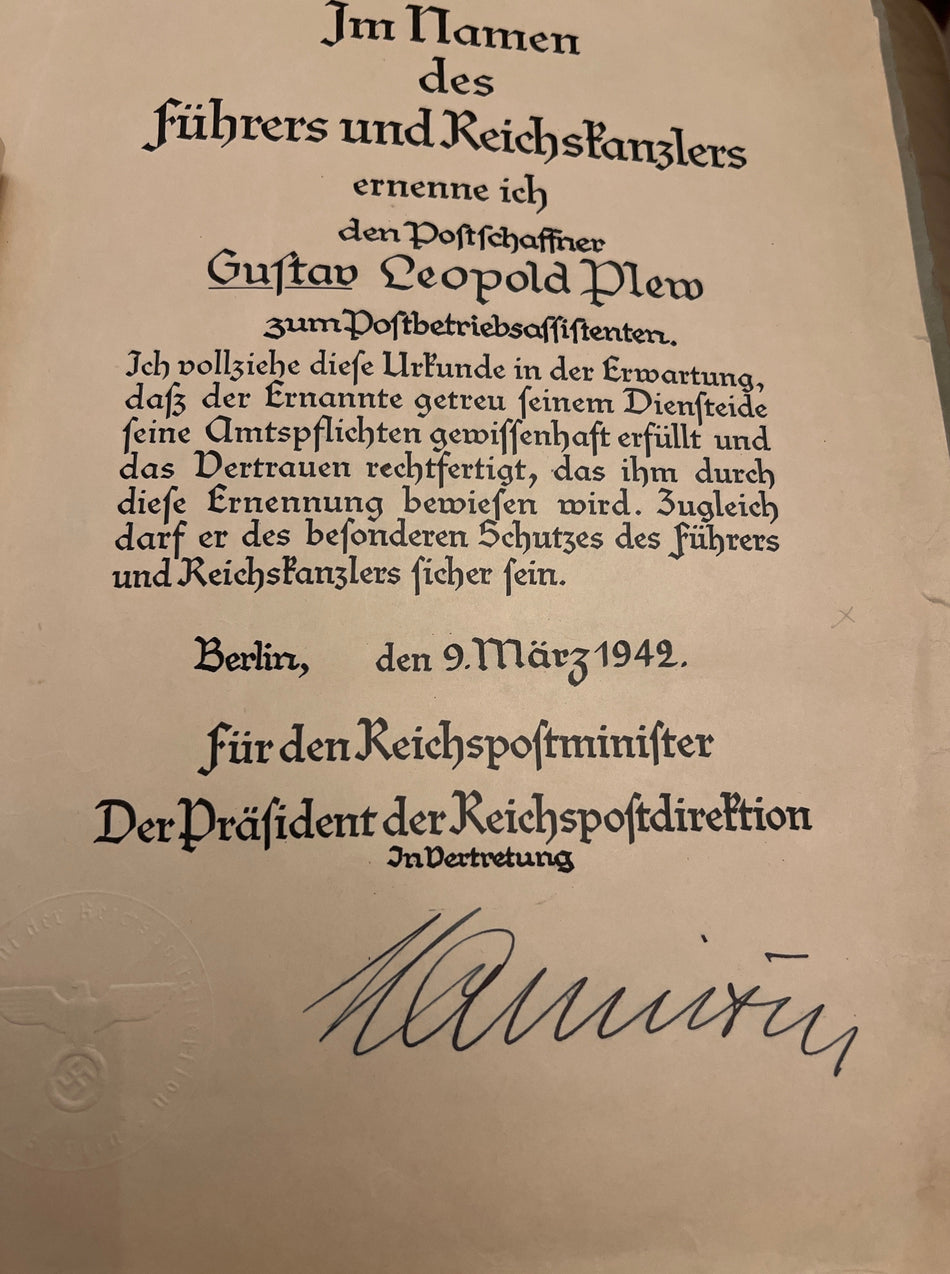 Im Namen
des
Führers und Reichskanzlers
ernenne ich
den Poſtſchaffner
Guſtav Leopold Plew
zum Poſtbetriebsaſſiſtenten.
Ich vollziehe dieſe Urkunde in der Erwartung,
daß der Ernannte getreu ſeinem Dienſteide
ſeine Amtspflichten gewiſſenhaft erfüllt und
das Vertrauen rechtfertigt, das ihm durch
dieſe Ernennung bewieſen wird. Zugleich
darf er des beſonderen Schutzes des Führers
und Reichskanzlers ſicher ſein.
Berlin, den 9. März 1942.
Für den Reichspoſtminiſter
Der Präſident der Reichspoſtdirektion
In Vertretung
der Reichspoſtdirektion